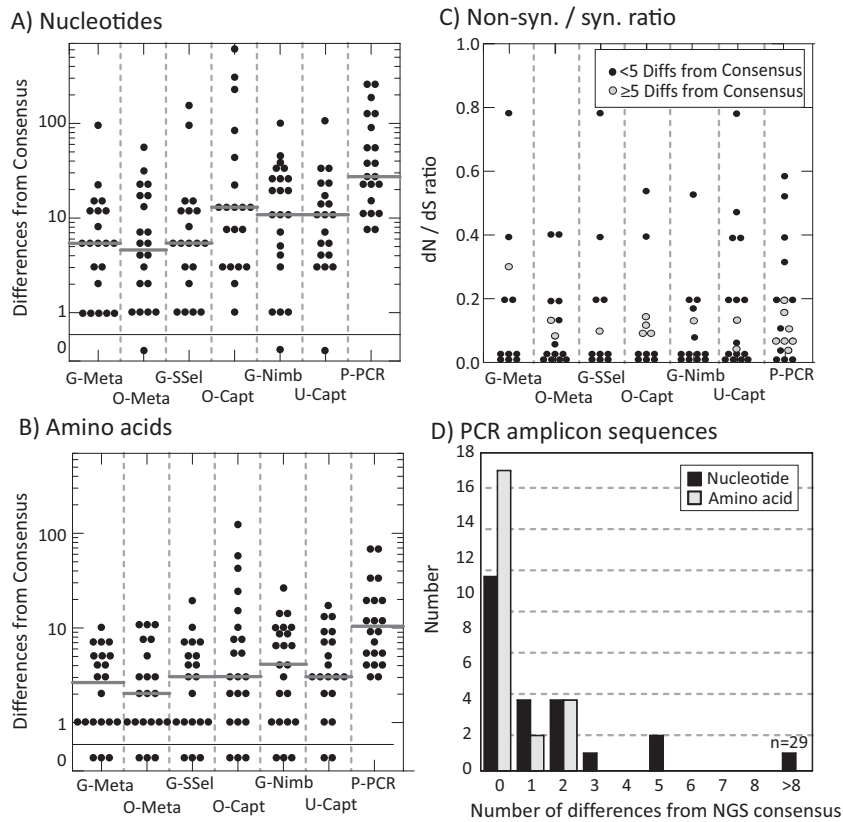 A) Nucleotides
Differences from Consensus
100
10
1
0
G-Meta
O-Meta
G-SSel
O-Capt
G-Nimb
U-Capt
P-PCR
B) Amino acids
Differences from Consensus
100
10
1
0
G-Meta
O-Meta
G-SSel
O-Capt
G-Nimb
U-Capt
P-PCR
C) Non-syn. / syn. ratio
dN / dS ratio
1.0
0.8
0.6
0.4
0.2
0.0
<5 Diffs from Consensus
≥5 Diffs from Consensus
G-Meta
O-Meta
G-SSel
O-Capt
G-Nimb
U-Capt
P-PCR
D) PCR amplicon sequences
Number
18
16
14
12
10
8
6
4
2
0
Nucleotide
Amino acid
n=29
0 1 2 3 4 5 6 7 8 >8
Number of differences from NGS consensus